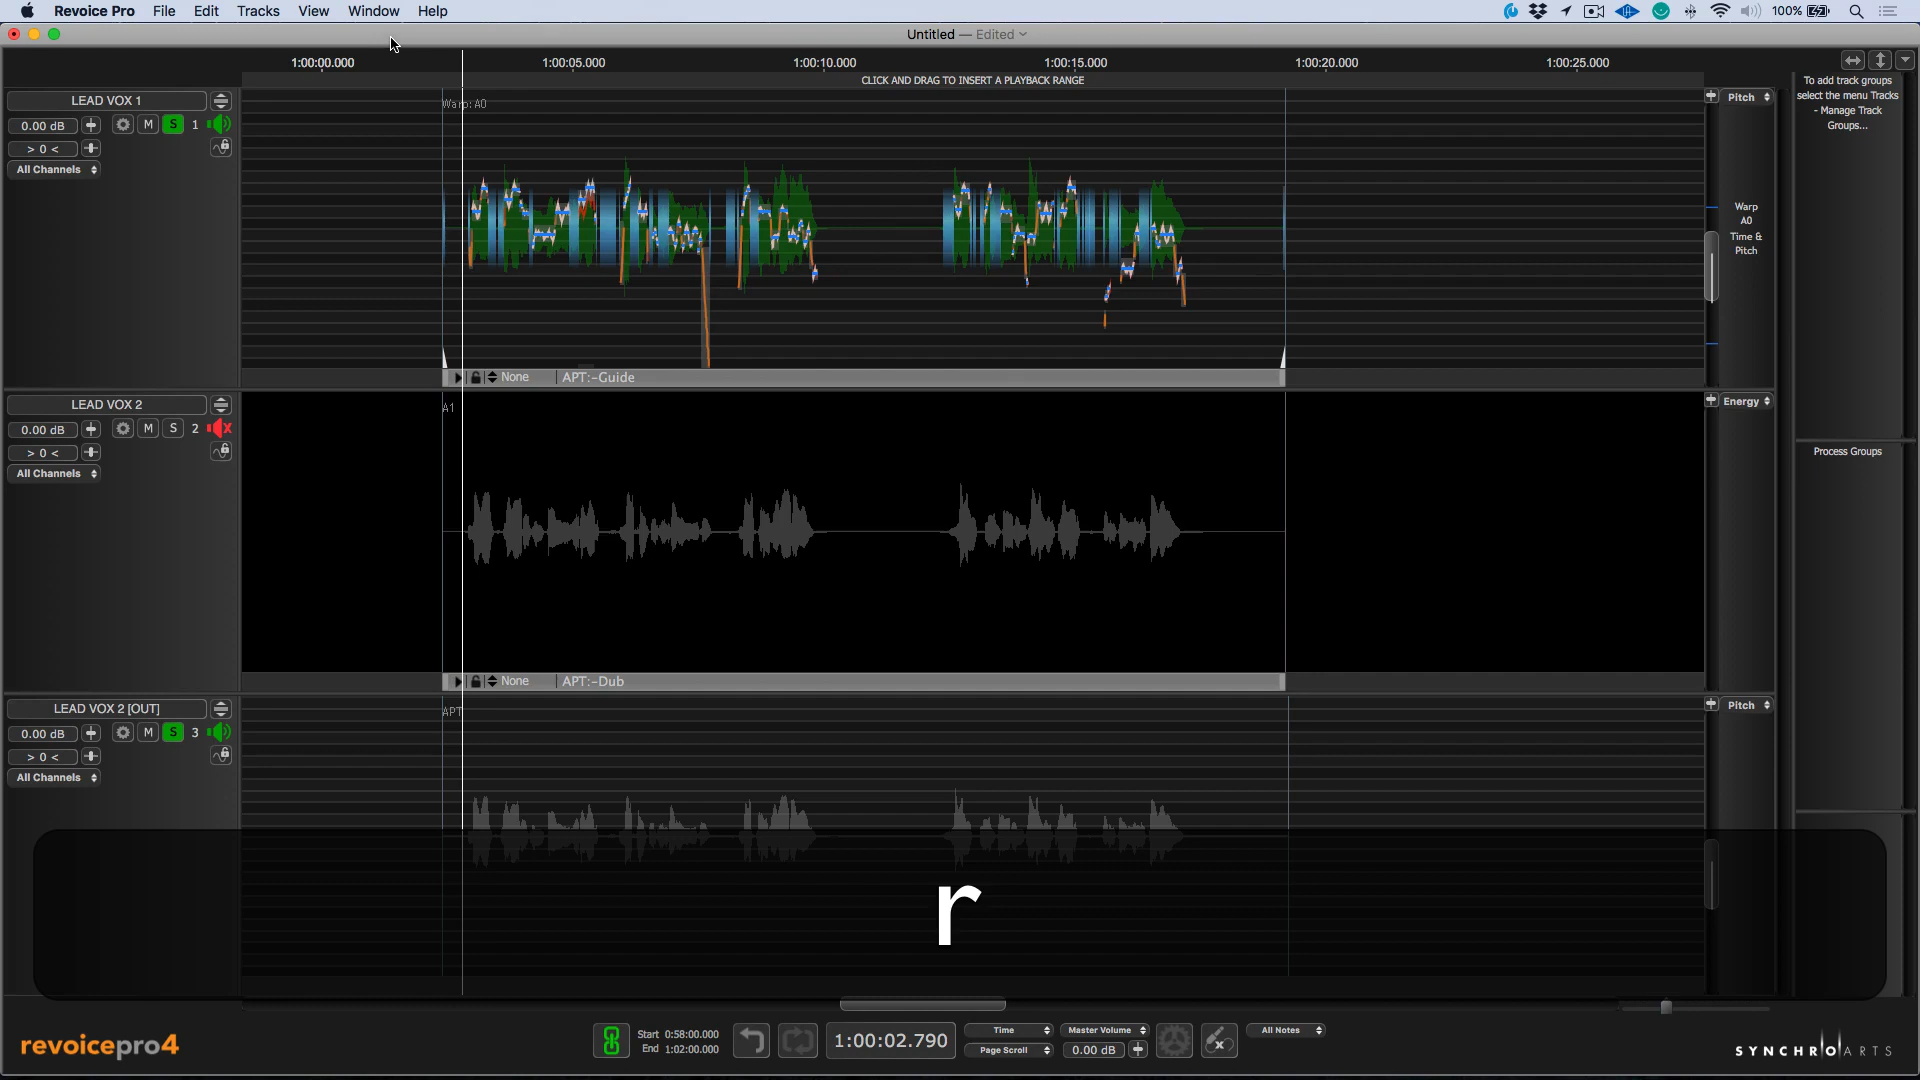 Revoice Pro File Edit Tracks View Window Help 100%
Untitled — Edited
1:00:00.000 1:00:05.000 1:00:10.000 1:00:15.000 1:00:20.000 1:00:25.000
CLICK AND DRAG TO INSERT A PLAYBACK RANGE
To add track groups
select the menu Tracks
- Manage Track
Groups...
LEAD VOX 1
Warp: A0
Pitch
0.00 dB M S 1
> 0 <
All Channels
Warp
A0
Time &
Pitch
None APT:-Guide
LEAD VOX 2
A1
Energy
0.00 dB M S 2
> 0 <
All Channels
Process Groups
None APT:-Dub
LEAD VOX 2 [OUT]
APT
Pitch
0.00 dB M S 3
> 0 <
All Channels
r
revoicepro4
Start 0:58:00.000
End 1:02:00.000
1:00:02.790
Time
Page Scroll
Master Volume
0.00 dB
All Notes
SYNCHROARTS